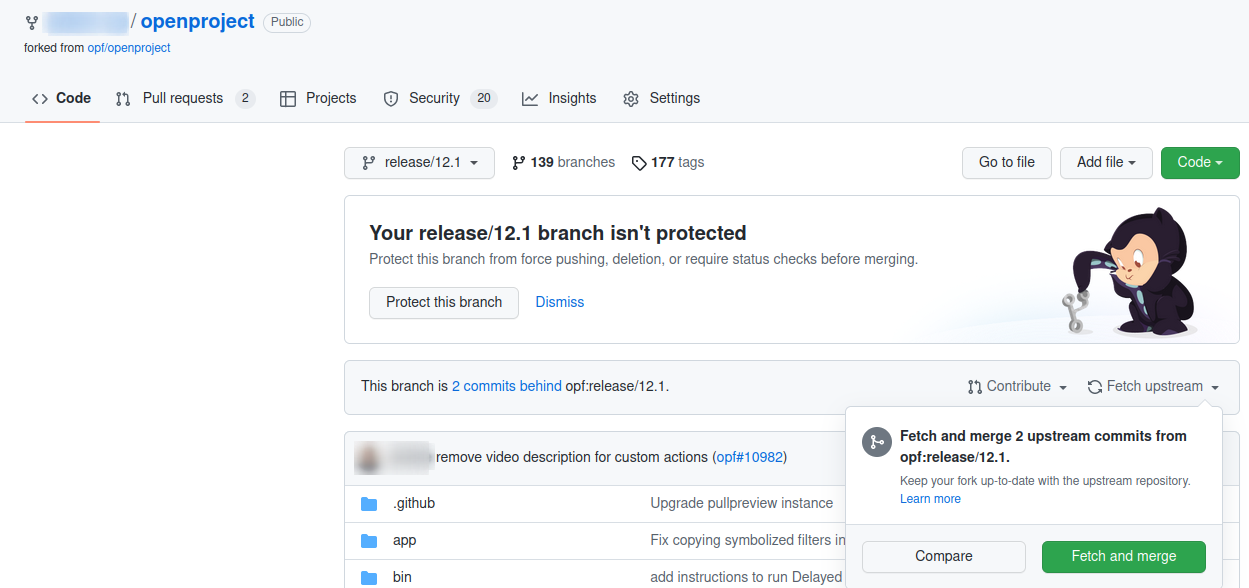 / openproject Public
forked from opf/openproject
Code Pull requests 2 Projects Security 20 Insights Settings
release/12.1 139 branches 177 tags Go to file Add file Code
Your release/12.1 branch isn't protected
Protect this branch from force pushing, deletion, or require status checks before merging.
Protect this branch Dismiss
This branch is 2 commits behind opf:release/12.1. Contribute Fetch upstream
Fetch and merge 2 upstream commits from
opf:release/12.1.
Keep your fork up-to-date with the upstream repository.
Learn more
Compare Fetch and merge
remove video description for custom actions (opf#10982)
.github Upgrade pullpreview instance
app Fix copying symbolized filters in
bin add instructions to run Delayed